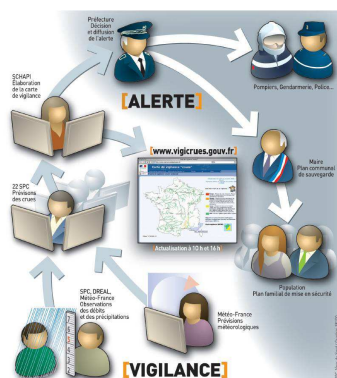 Préfecture
Décision
et diffusion
de l'alerte
SCHAPI
Élaboration
de la carte
de vigilance
[ALERTE]
Pompiers, Gendarmerie, Police...
[www.vigicrues.gouv.fr]
Maire
Plan communal
de sauvegarde
22 SPC
Prévisons
des crues
[Actualisation à 10 h et 16 h]
Population
Plan familial de mise en sécurité
SPC, DREAL,
Météo-France
Observations
des débits
et des précipitations
Météo-France
Prévisions
météorologiques
[VIGILANCE]